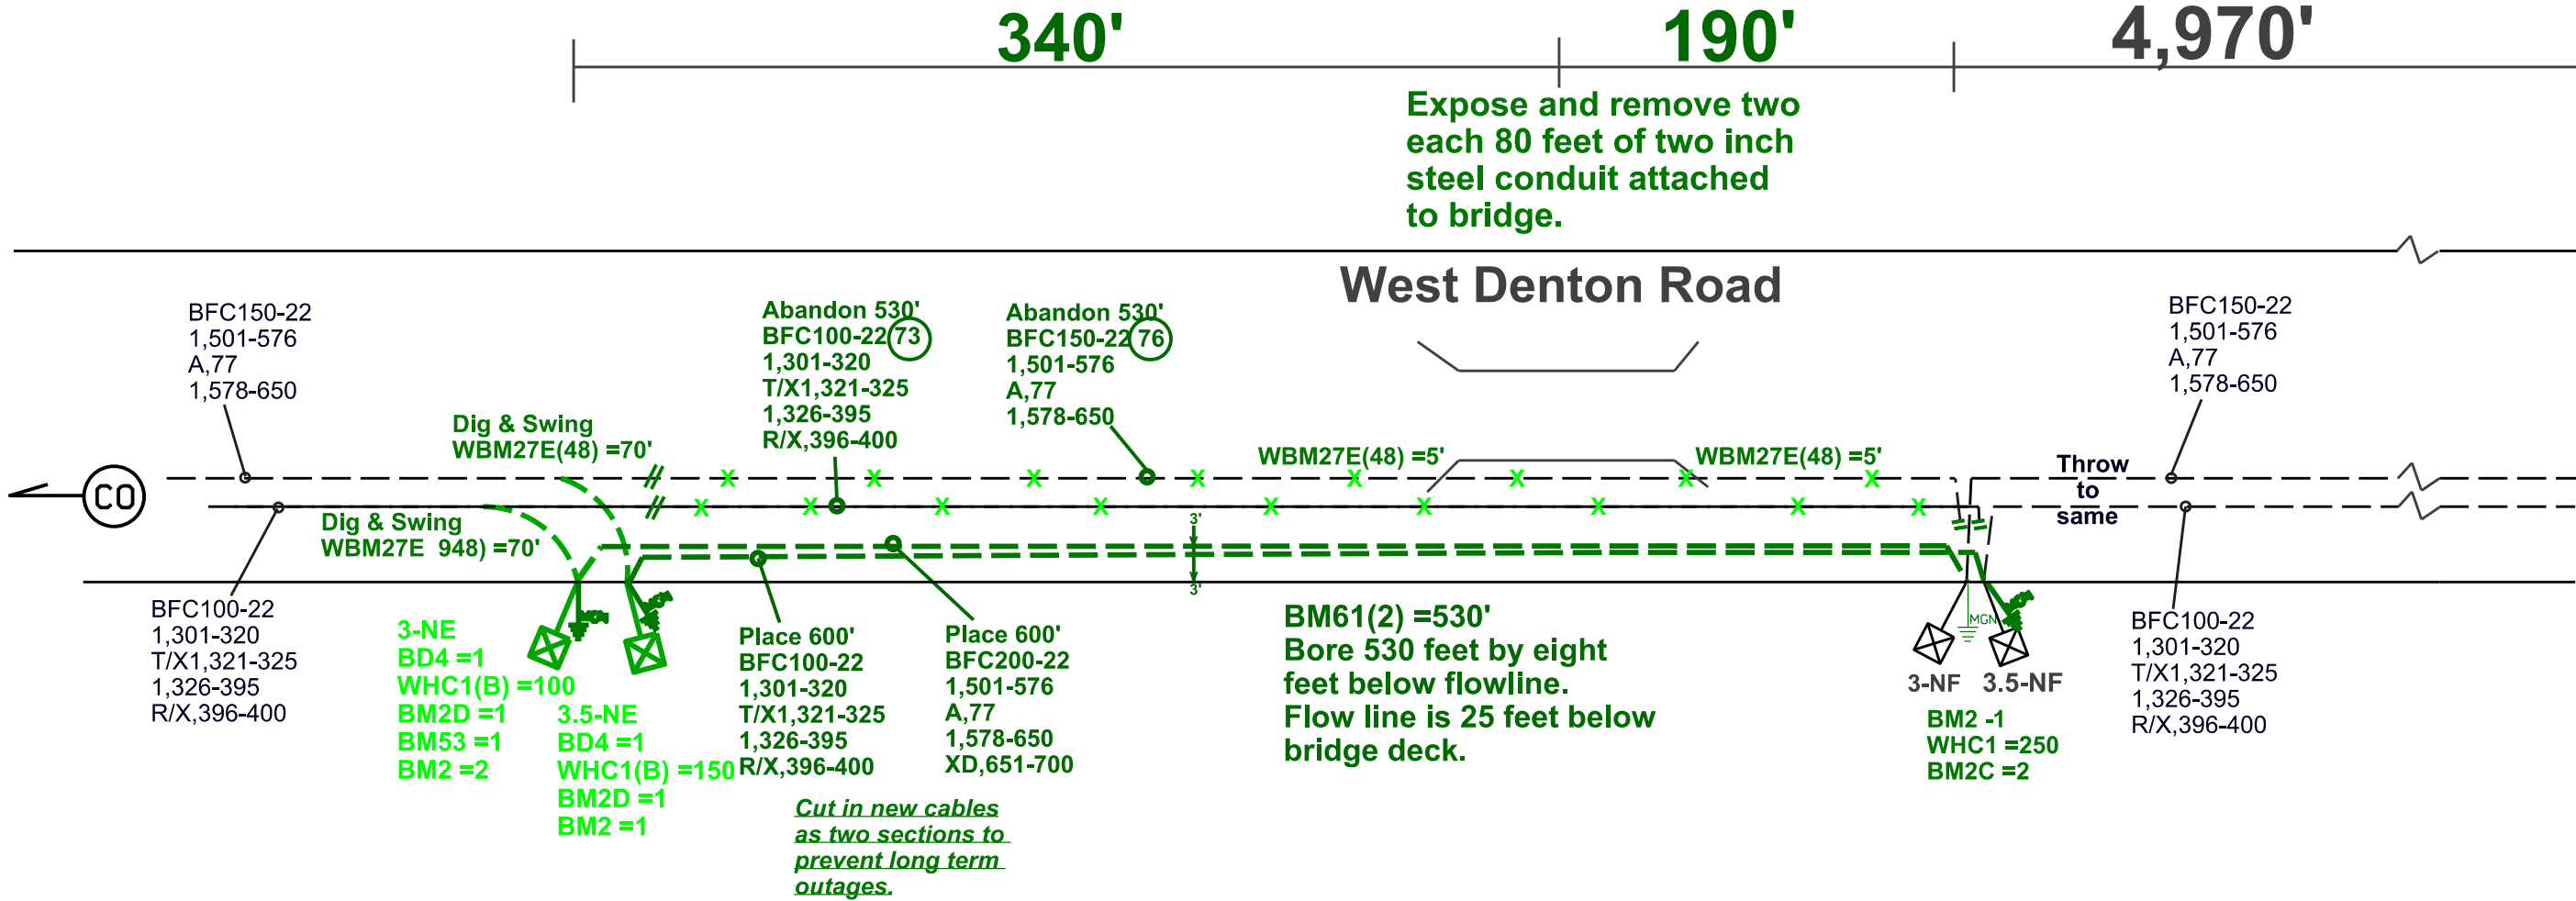 340'
190'
4,970'
Expose and remove two
each 80 feet of two inch
steel conduit attached
to bridge.
West Denton Road
BFC150-22
1,501-576
A,77
1,578-650
Abandon 530'
BFC100-22 73
1,301-320
T/X1,321-325
1,326-395
R/X,396-400
Abandon 530'
BFC150-22 76
1,501-576
A,77
1,578-650
BFC150-22
1,501-576
A,77
1,578-650
Dig & Swing
WBM27E(48) =70'
WBM27E(48) =5'
WBM27E(48) =5'
Throw
to
same
CO
Dig & Swing
WBM27E 948) =70'
X X X X X X X X
X X X X X X X X X
3'
3'
BFC100-22
1,301-320
T/X1,321-325
1,326-395
R/X,396-400
3-NE
BD4 =1
WHC1(B) =100
BM2D =1
BM53 =1
BM2 =2
3.5-NE
BD4 =1
WHC1(B) =150
BM2D =1
BM2 =1
Place 600'
BFC100-22
1,301-320
T/X1,321-325
1,326-395
R/X,396-400
Place 600'
BFC200-22
1,501-576
A,77
1,578-650
XD,651-700
Cut in new cables
as two sections to
prevent long term
outages.
BM61(2) =530'
Bore 530 feet by eight
feet below flowline.
Flow line is 25 feet below
bridge deck.
MGN
3-NF
3.5-NF
BM2 -1
WHC1 =250
BM2C =2
BFC100-22
1,301-320
T/X1,321-325
1,326-395
R/X,396-400